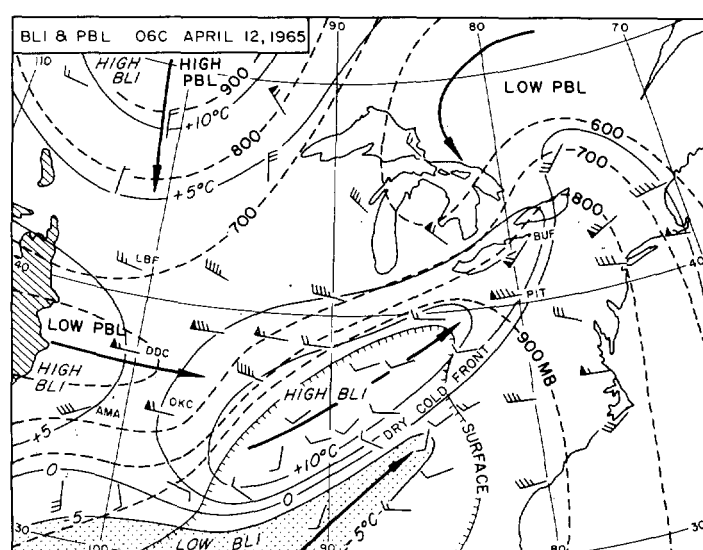 BLI & PBL 06C APRIL 12, 1965
90
80
70
110
HIGH BLI
HIGH PBL
900
+10°C
800
+5°C
700
LOW PBL
600
700
800
LBF
BUF
40
40
PIT
LOW PBL
DDC
HIGH BLI
900 MB
HIGH BLI
AMA
OKC
DRY COLD FRONT
SURFACE
+5
+10°C
0
0
-5
-5°C
LOW BLI
30
100
90
80
30